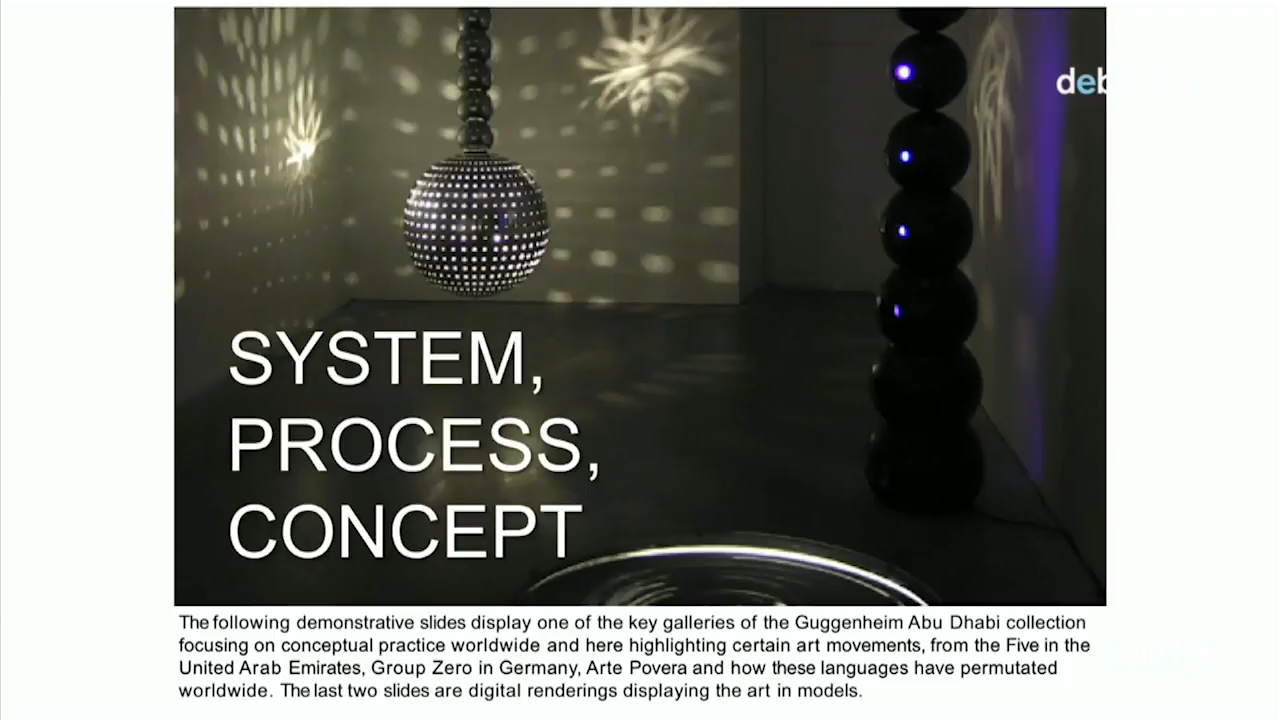 deb
SYSTEM,
PROCESS,
CONCEPT
The following demonstrative slides display one of the key galleries of the Guggenheim Abu Dhabi collection
focusing on conceptual practice worldwide and here highlighting certain art movements, from the Five in the
United Arab Emirates, Group Zero in Germany, Arte Povera and how these languages have permutated
worldwide. The last two slides are digital renderings displaying the art in models.